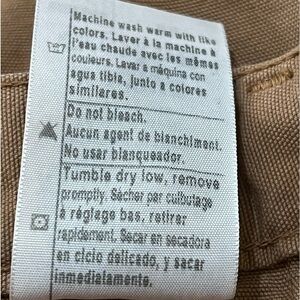 Machine wash warm with like
colors. Laver à la machine à
l'eau chaude avec les mêmes
couleurs. Lavar a máquina con
agua tibia, junto a colores
similares.
Do not bleach.
Aucun agent de blanchiment.
No usar blanqueador.
Tumble dry low, remove
promptly. Sécher par culbutage
à réglage bas, retirer
rapidement. Secar en secadora
en ciclo delicado, y sacar
inmediatamente.